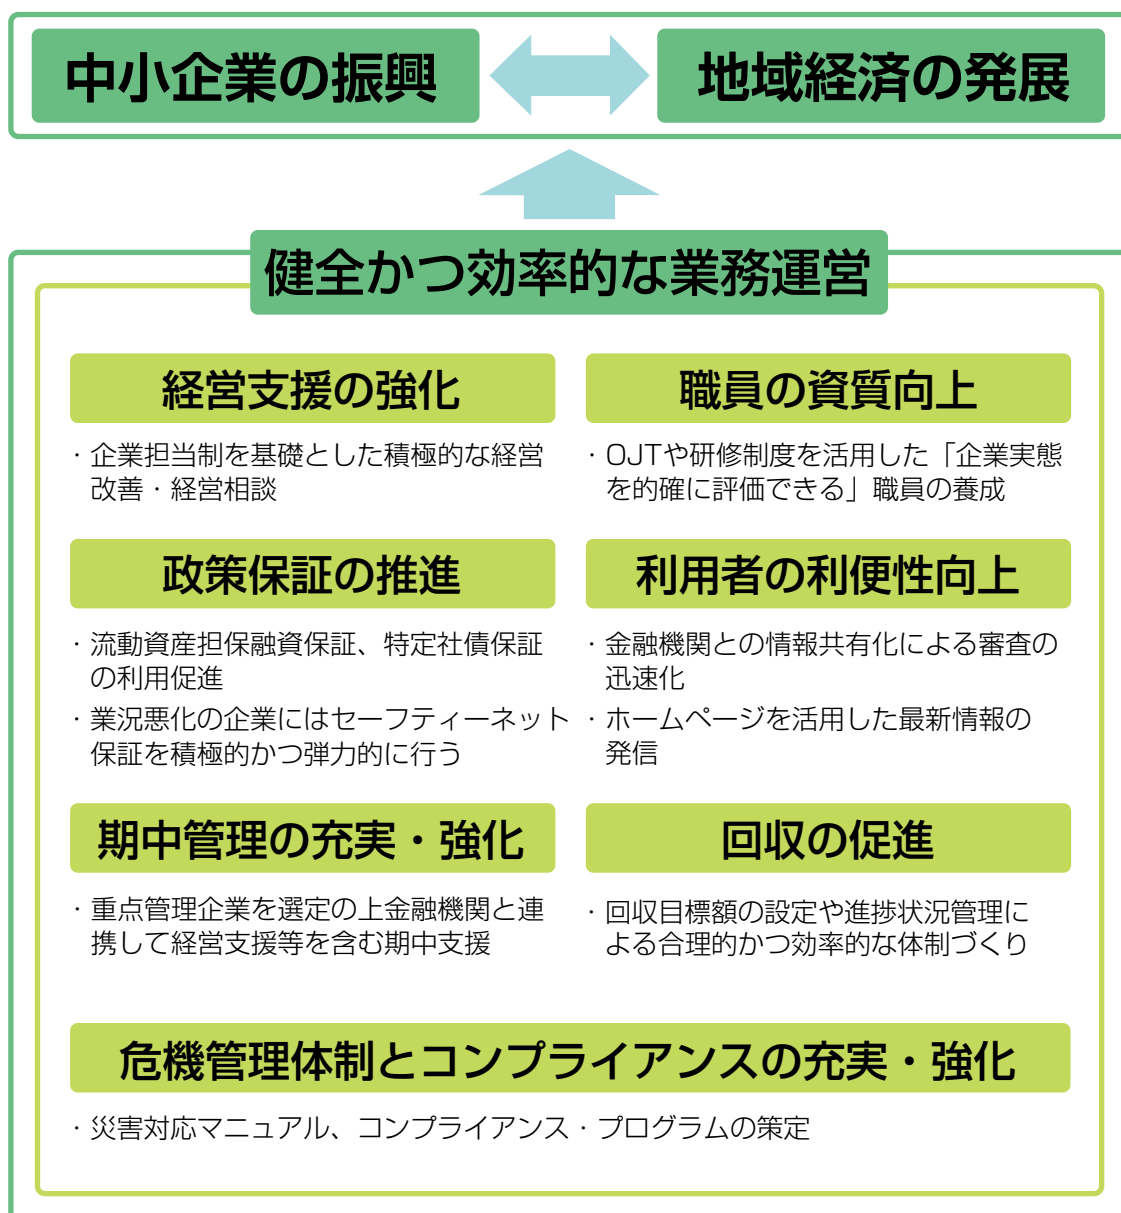 中小企業の振興
地域経済の発展
健全かつ効率的な業務運営
経営支援の強化
・企業担当制を基礎とした積極的な経営
改善・経営相談
職員の資質向上
・OJTや研修制度を活用した「企業実態
を的確に評価できる」職員の養成
政策保証の推進
・流動資産担保融資保証、特定社債保証
の利用促進
・業況悪化の企業にはセーフティーネット
保証を積極的かつ弾力的に行う
利用者の利便性向上
・金融機関との情報共有化による審査の
迅速化
・ホームページを活用した最新情報の
発信
期中管理の充実・強化
・重点管理企業を選定の上金融機関と連
携して経営支援等を含む期中支援
回収の促進
・回収目標額の設定や進捗状況管理に
よる合理的かつ効率的な体制づくり
危機管理体制とコンプライアンスの充実・強化
・災害対応マニュアル、コンプライアンス・プログラムの策定